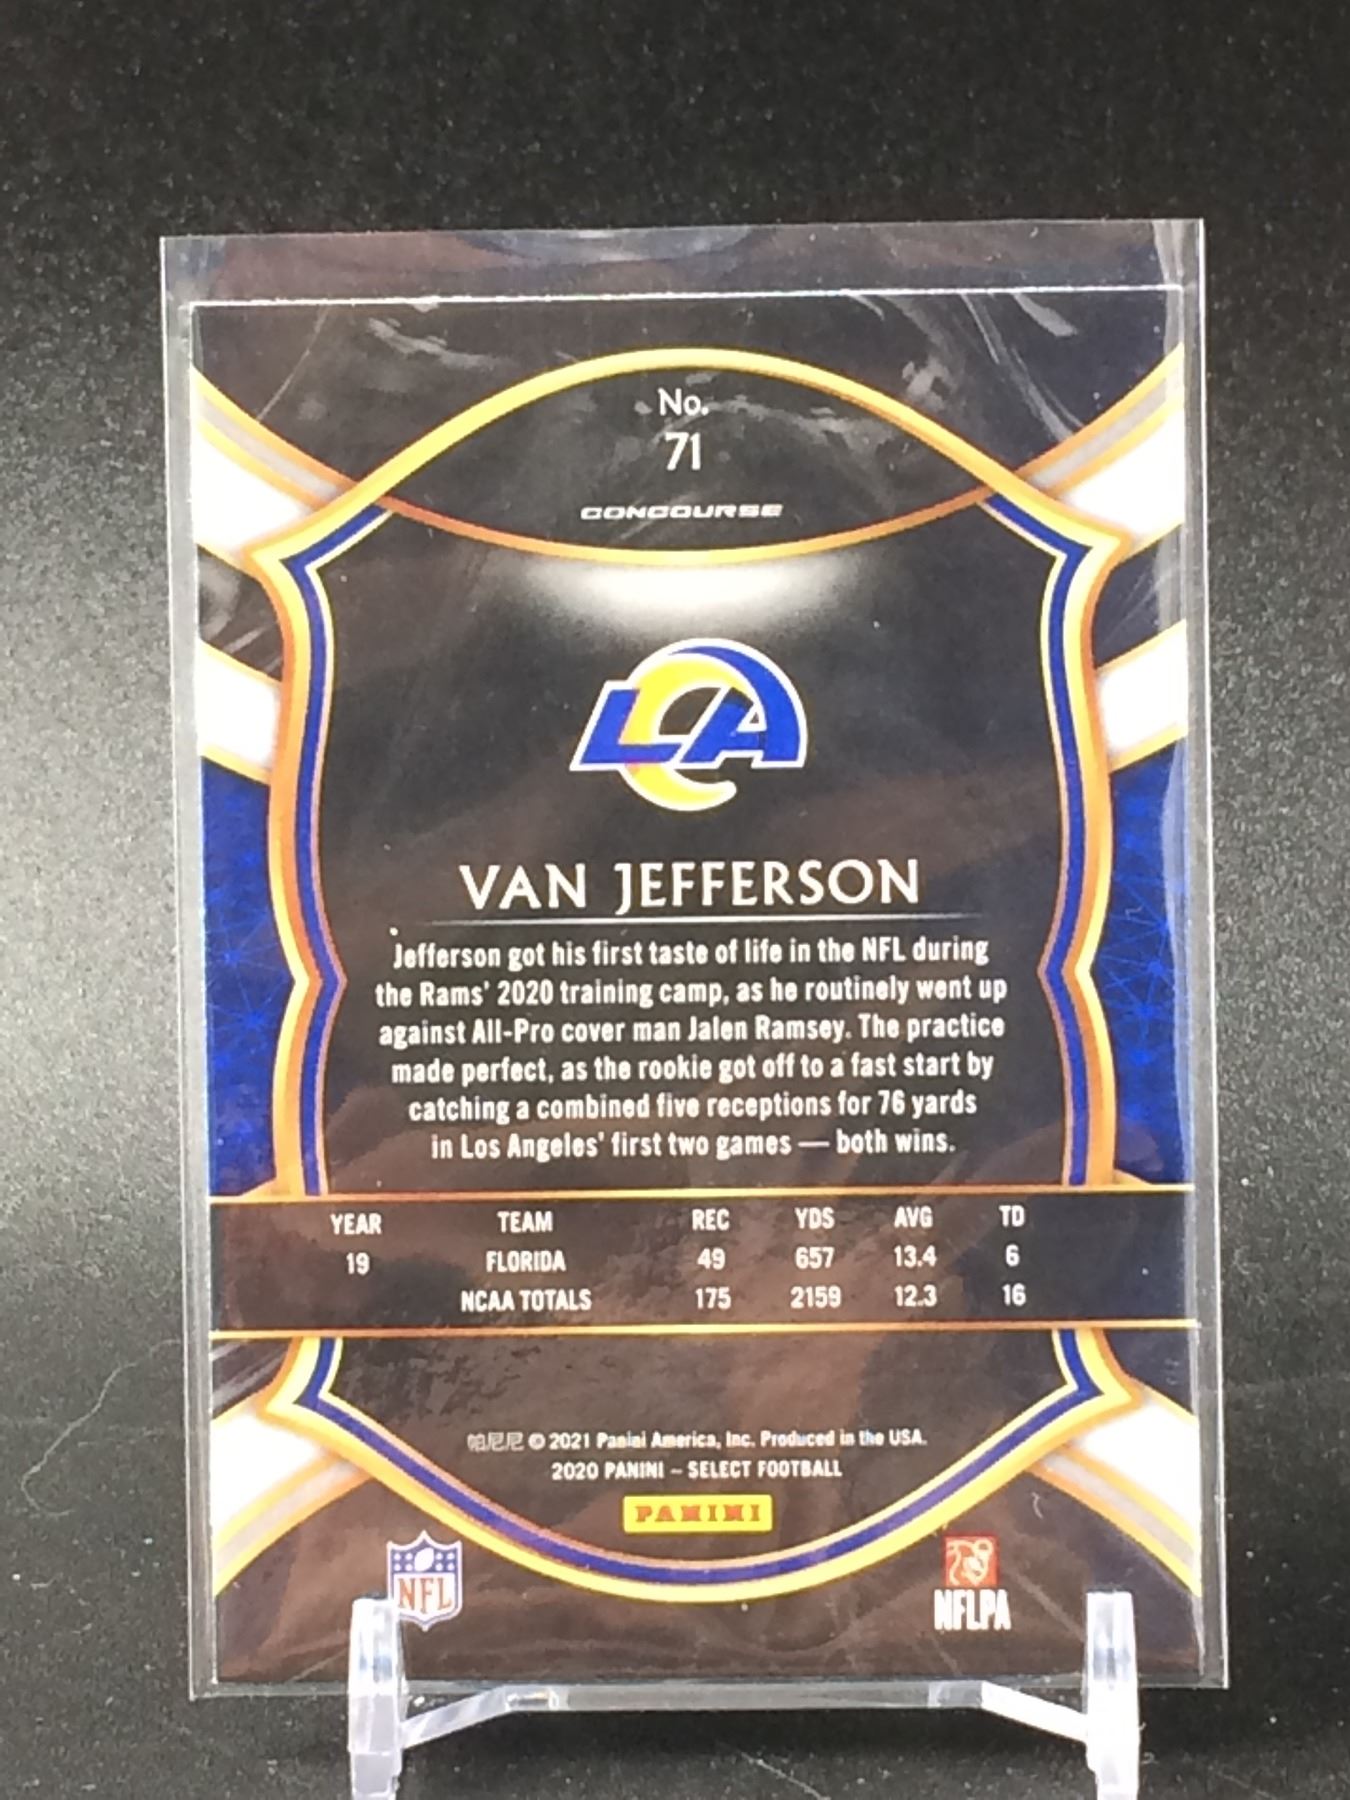 No.
71
CONCOURSE
LA
VAN JEFFERSON
Jefferson got his first taste of life in the NFL during
the Rams' 2020 training camp, as he routinely went up
against All-Pro cover man Jalen Ramsey. The practice
made perfect, as the rookie got off to a fast start by
catching a combined five receptions for 76 yards
in Los Angeles' first two games — both wins.
YEAR TEAM REC YDS AVG TD
19 FLORIDA 49 657 13.4 6
NCAA TOTALS 175 2159 12.3 16
帕尼尼 © 2021 Panini America, Inc. Produced in the USA.
2020 PANINI – SELECT FOOTBALL
PANINI
NFL
NFLPA